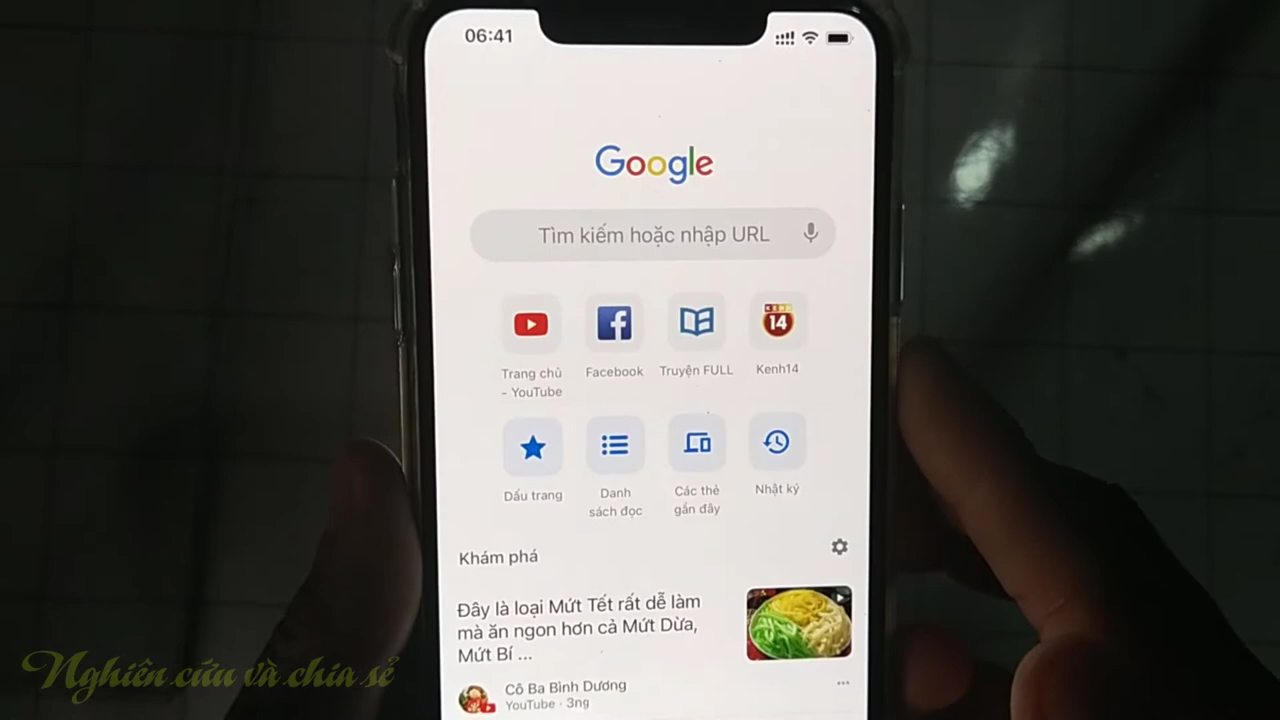 06:41
Google
Tìm kiếm hoặc nhập URL
Trang chủ
- YouTube
Facebook
Truyện FULL
KENH
14
Kenh14
Dấu trang
Danh
sách đọc
Các thẻ
gần đây
Nhật ký
Khám phá
Đây là loại Mứt Tết rất dễ làm
mà ăn ngon hơn cả Mứt Dừa,
Mứt Bí ...
Cô Ba Bình Dương
YouTube · 3ng
Nghiên cứu và chia sẻ